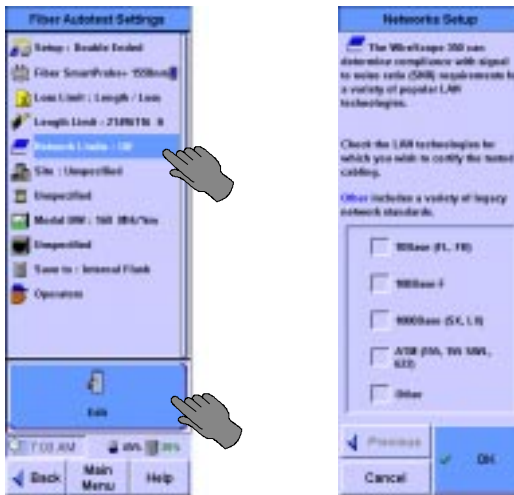 Fiber Autotest Settings
Setup : Double Ended
Fiber SmartProbe+ 1550nm
Loss Limit : Length / Loss
Length Limit :
Network Limits : Off
Site : Unspecified
Unspecified
Modal BW : 160 MHz*km
Unspecified
Save to : Internal Flash
Operators
Edit
7:03 AM
Back
Main
Menu
Help
Networks Setup
The WireScope 350 can
determine compliance with signal
to noise ratio (SNR) requirements
a variety of popular LAN
technologies.
Check the LAN technologies for
which you wish to certify the tested
cabling.
Other includes a variety of legacy
network standards.
10Base (FL, FB)
100Base-F
1000Base (SX, LX)
ATM
Other
Previous
OK
Cancel